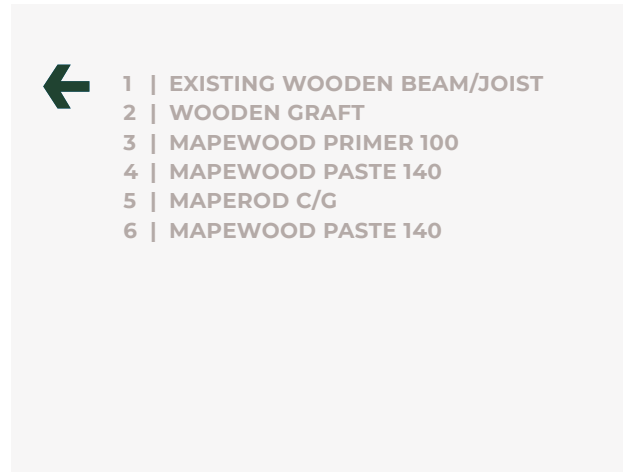 1 | EXISTING WOODEN BEAM/JOIST
2 | WOODEN GRAFT
3 | MAPEWOOD PRIMER 100
4 | MAPEWOOD PASTE 140
5 | MAPEROD C/G
6 | MAPEWOOD PASTE 140